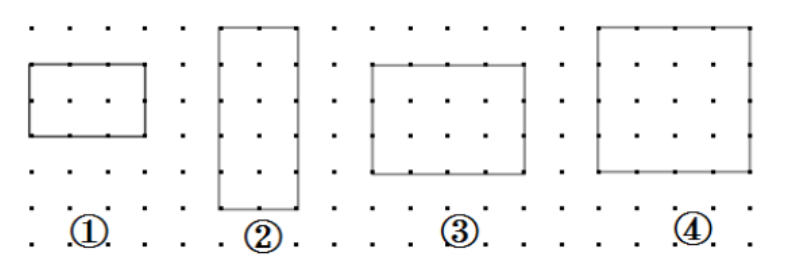 ① ② ③ ④